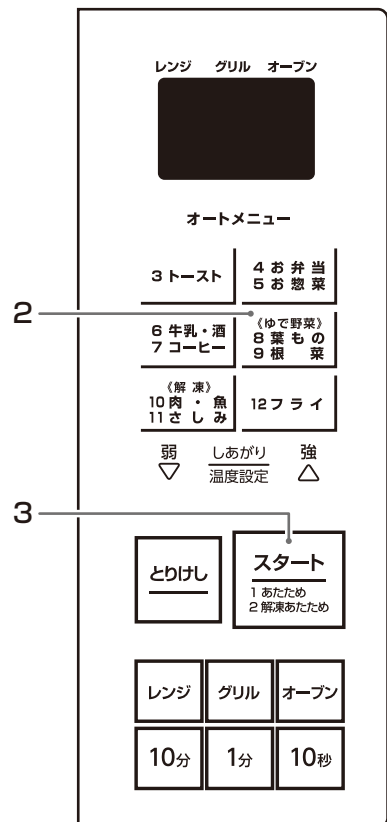 レンジ グリル オーブン
オートメニュー
3 トースト
4 お弁当
5 お惣菜
2
6 牛乳・酒
7 コーヒー
《ゆで野菜》
8 葉もの
9 根菜
《解凍》
10 肉・魚
11 さしみ
12 フライ
弱 しあがり 強
▽ 温度設定 △
3
とりけし
スタート
1 あたため
2 解凍あたため
レンジ グリル オーブン
10分 1分 10秒